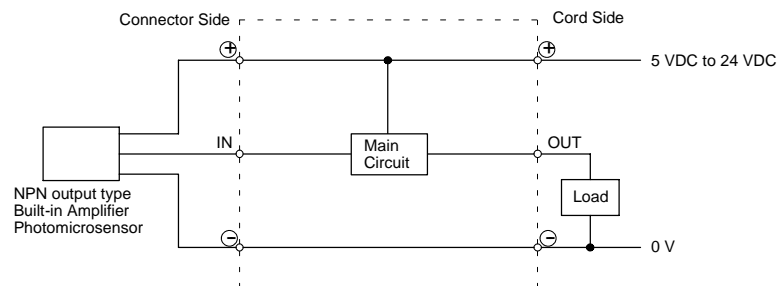 Connector Side
Cord Side
+
+
5 VDC to 24 VDC
IN
Main
Circuit
OUT
Load
NPN output type
Built-in Amplifier
Photomicrosensor
−
−
0 V